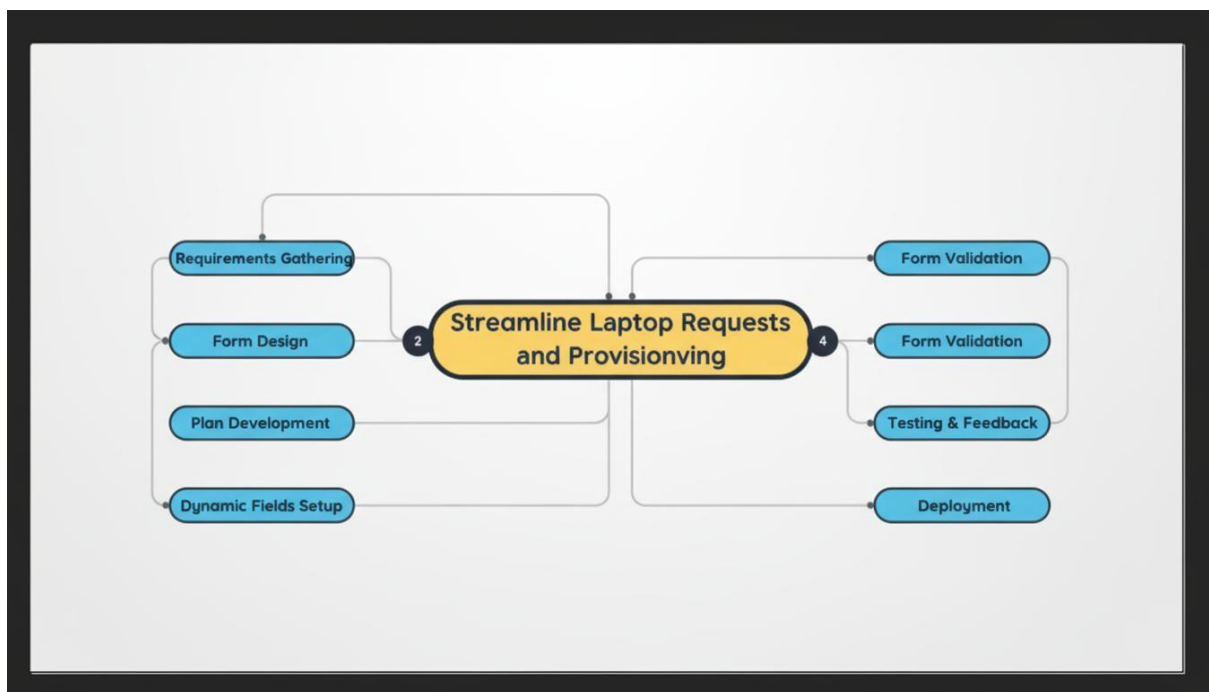 Requirements Gathering
Form Design
Plan Development
Dynamic Fields Setup
2
Streamline Laptop Requests
and Provisionving
4
Form Validation
Form Validation
Testing & Feedback
Deployment